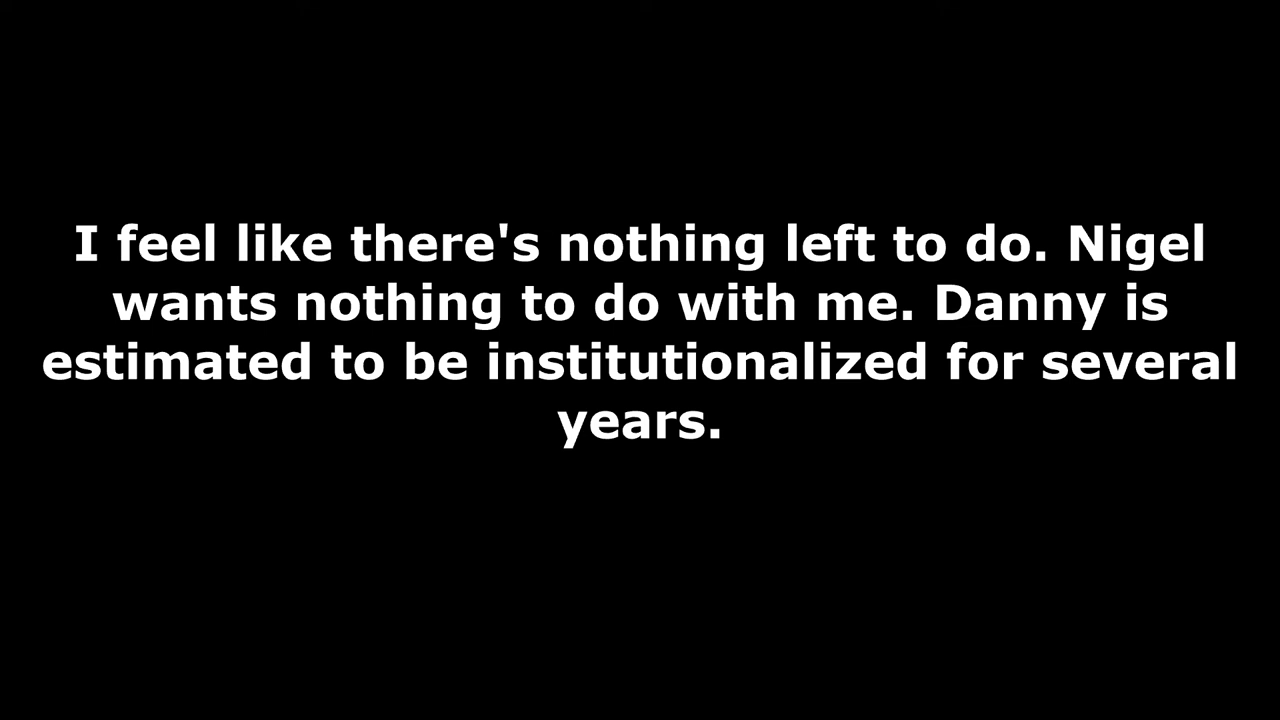 I feel like there's nothing left to do. Nigel
wants nothing to do with me. Danny is
estimated to be institutionalized for several
years.